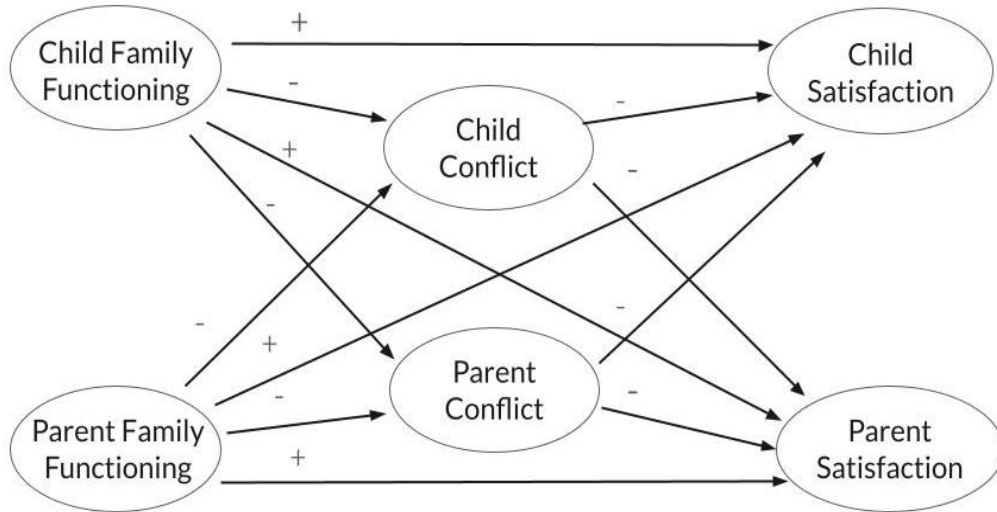 +
Child Family
Functioning
Child
Satisfaction
-
-
Child
Conflict
+
-
-
-
-
+
-
Parent
Conflict
-
Parent Family
Functioning
+
Parent
Satisfaction